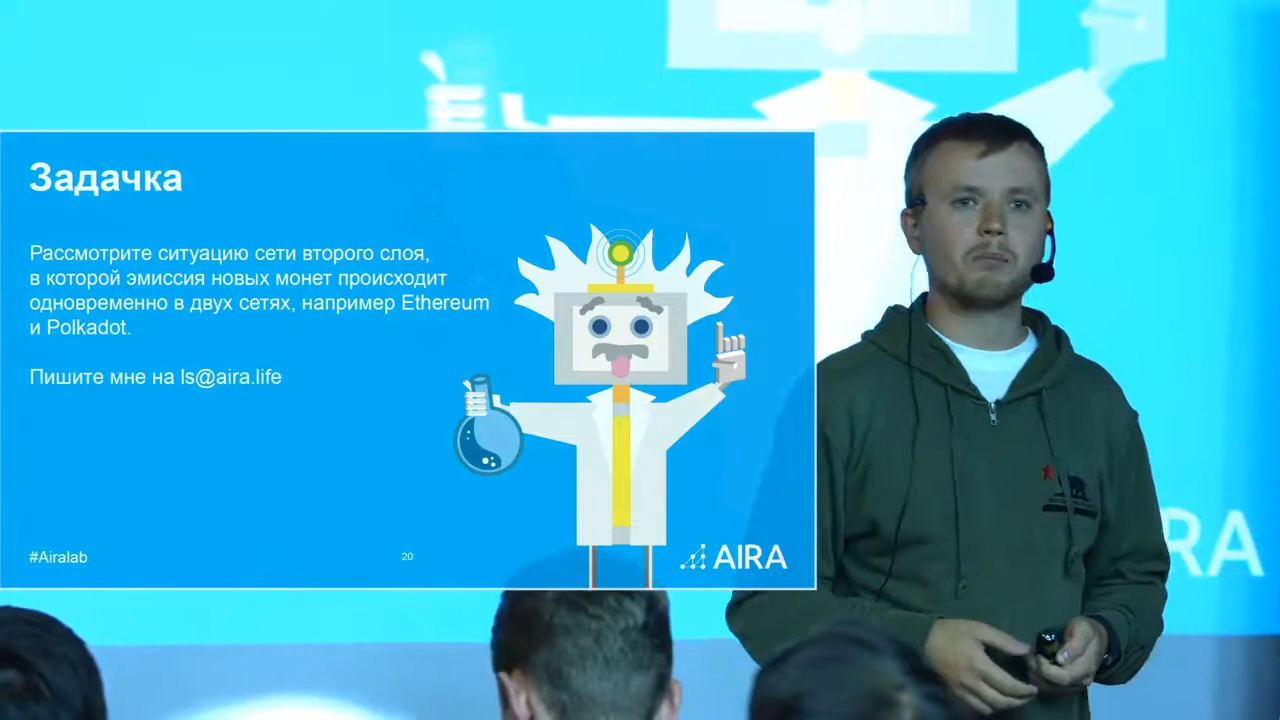 Задачка
Рассмотрите ситуацию сети второго слоя,
в которой эмиссия новых монет происходит
одновременно в двух сетях, например Ethereum
и Polkadot.
Пишите мне на ls@aira.life
#Airalab
20
AIRA
RA